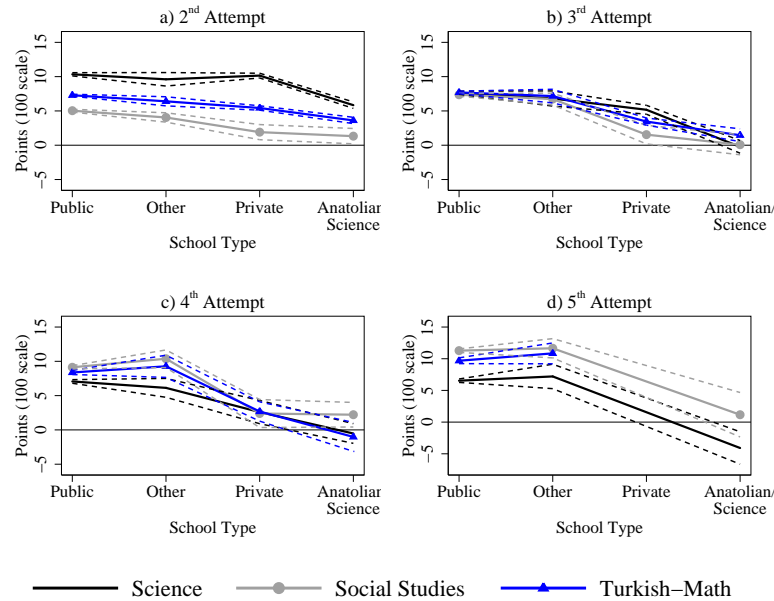 a) 2nd Attempt
Points (100 scale)
15
10
5
0
−5
Public Other Private Anatolian/
Science
School Type
b) 3rd Attempt
Points (100 scale)
15
10
5
0
−5
Public Other Private Anatolian/
Science
School Type
c) 4th Attempt
Points (100 scale)
15
10
5
0
−5
Public Other Private Anatolian/
Science
School Type
d) 5th Attempt
Points (100 scale)
15
10
5
0
−5
Public Other Private Anatolian/
Science
School Type
Science Social Studies Turkish−Math